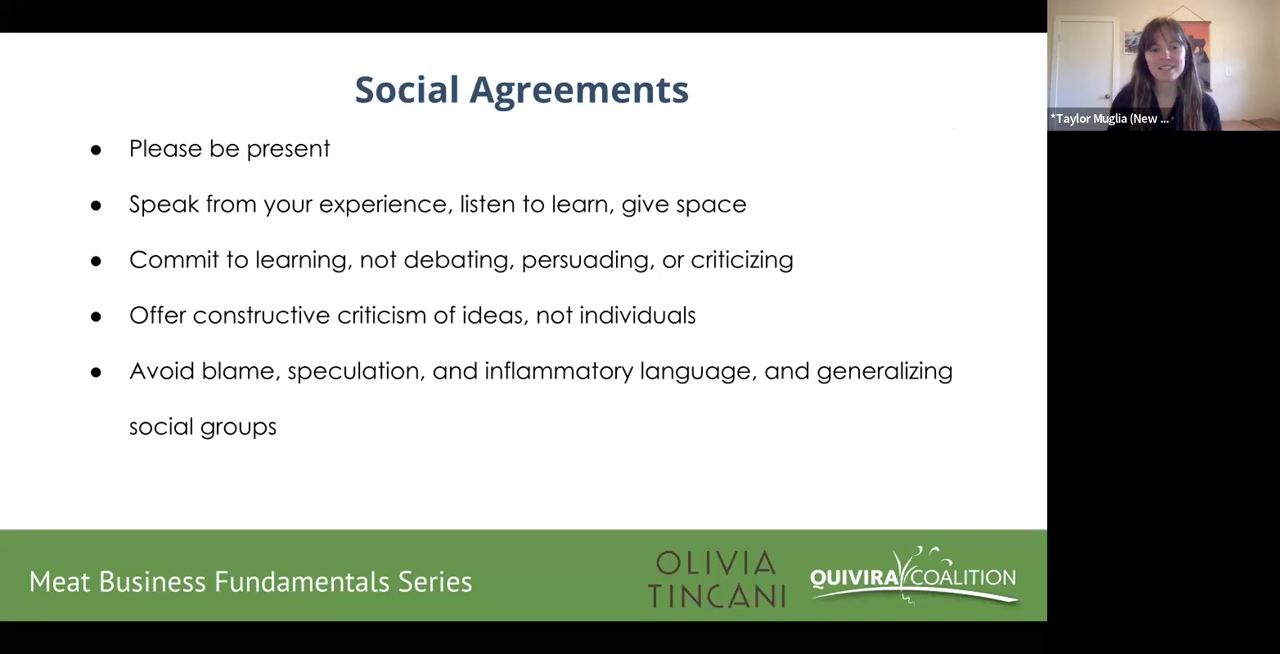 Social Agreements
● Please be present
● Speak from your experience, listen to learn, give space
● Commit to learning, not debating, persuading, or criticizing
● Offer constructive criticism of ideas, not individuals
● Avoid blame, speculation, and inflammatory language, and generalizing
social groups
Meat Business Fundamentals Series
OLIVIA
TINCANI
QUIVIRA COALITION
*Taylor Muglia (New ...